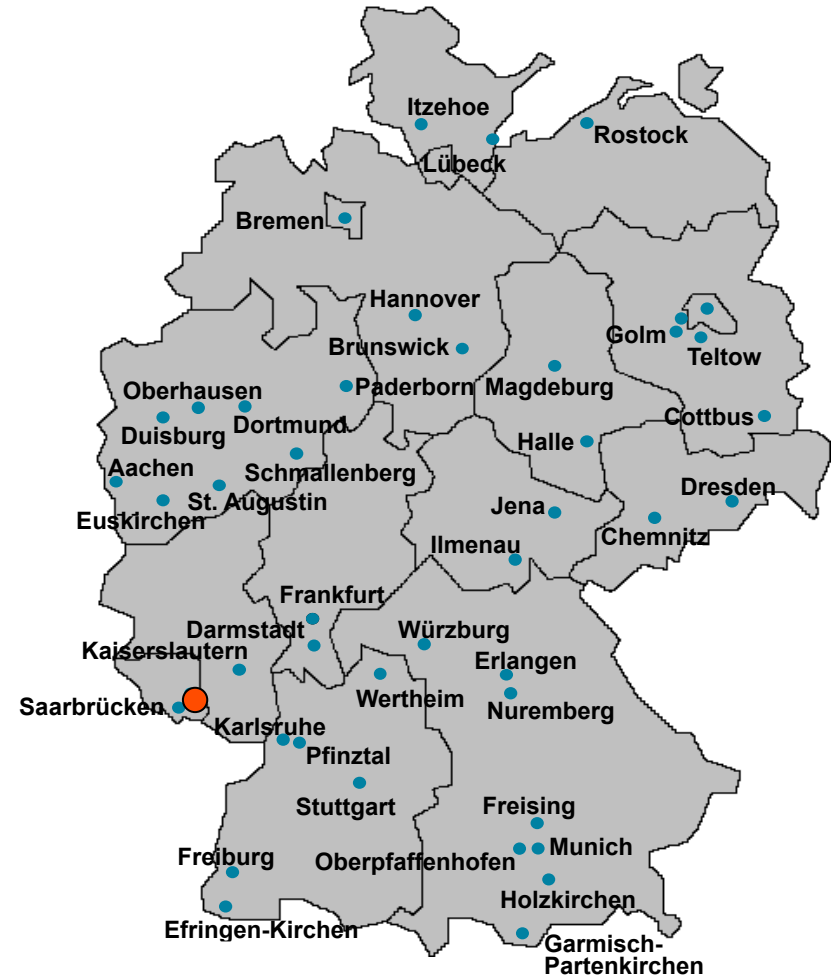 Itzehoe
Rostock
Lübeck
Bremen
Hannover
Golm
Brunswick
Teltow
Oberhausen
Paderborn
Magdeburg
Duisburg
Dortmund
Cottbus
Halle
Aachen
Schmallenberg
Dresden
St. Augustin
Jena
Euskirchen
Chemnitz
Ilmenau
Frankfurt
Darmstadt
Würzburg
Kaiserslautern
Erlangen
Wertheim
Saarbrücken
Nuremberg
Karlsruhe
Pfinztal
Stuttgart
Freising
Freiburg
Oberpfaffenhofen
Munich
Holzkirchen
Efringen-Kirchen
Garmisch-
Partenkirchen